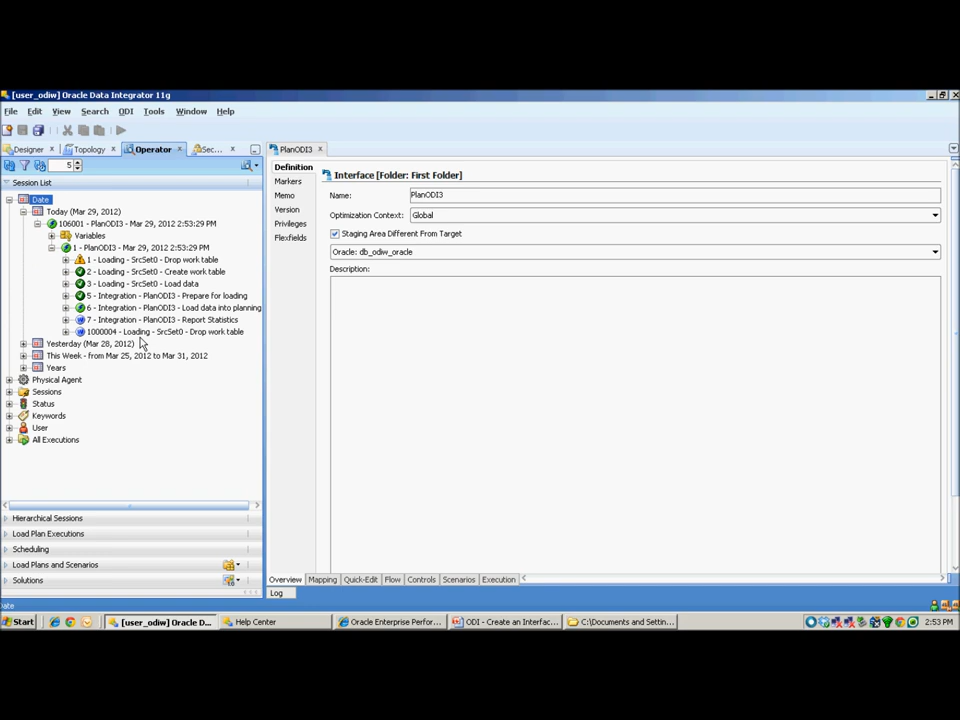 [user_odiw] Oracle Data Integrator 11g
File Edit View Search ODI Tools Window Help
5
Designer Topology Operator Sec...
PlanODI3
Session List
Date
Today (Mar 29, 2012)
106001 - PlanODI3 - Mar 29, 2012 2:53:29 PM
Variables
1 - PlanODI3 - Mar 29, 2012 2:53:29 PM
1 - Loading - SrcSet0 - Drop work table
2 - Loading - SrcSet0 - Create work table
3 - Loading - SrcSet0 - Load data
5 - Integration - PlanODI3 - Prepare for loading
6 - Integration - PlanODI3 - Load data into planning
7 - Integration - PlanODI3 - Report Statistics
1000004 - Loading - SrcSet0 - Drop work table
Yesterday (Mar 28, 2012)
This Week - from Mar 25, 2012 to Mar 31, 2012
Years
Physical Agent
Sessions
Status
Keywords
User
All Executions
Hierarchical Sessions
Load Plan Executions
Scheduling
Load Plans and Scenarios
Solutions
Definition
Markers
Memo
Version
Privileges
Flexfields
Interface [Folder: First Folder]
Name: PlanODI3
Optimization Context: Global
Staging Area Different From Target
Oracle: db_odiw_oracle
Description:
Overview Mapping Quick-Edit Flow Controls Scenarios Execution
Log
Date
Start [user_odiw] Oracle D... Help Center Oracle Enterprise Perfor... ODI - Create an Interfac... C:\Documents and Settin... 2:53 PM